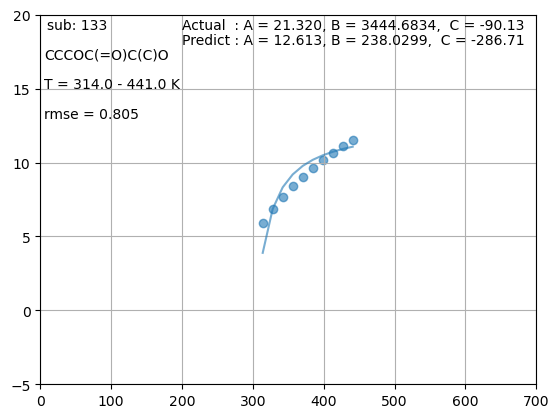 sub: 133
Actual  : A = 21.320, B = 3444.6834,  C = -90.13
Predict : A = 12.613, B = 238.0299,  C = -286.71
CCCOC(=O)C(C)O
T = 314.0 - 441.0 K
rmse = 0.805
20
15
10
5
0
−5
0 100 200 300 400 500 600 700